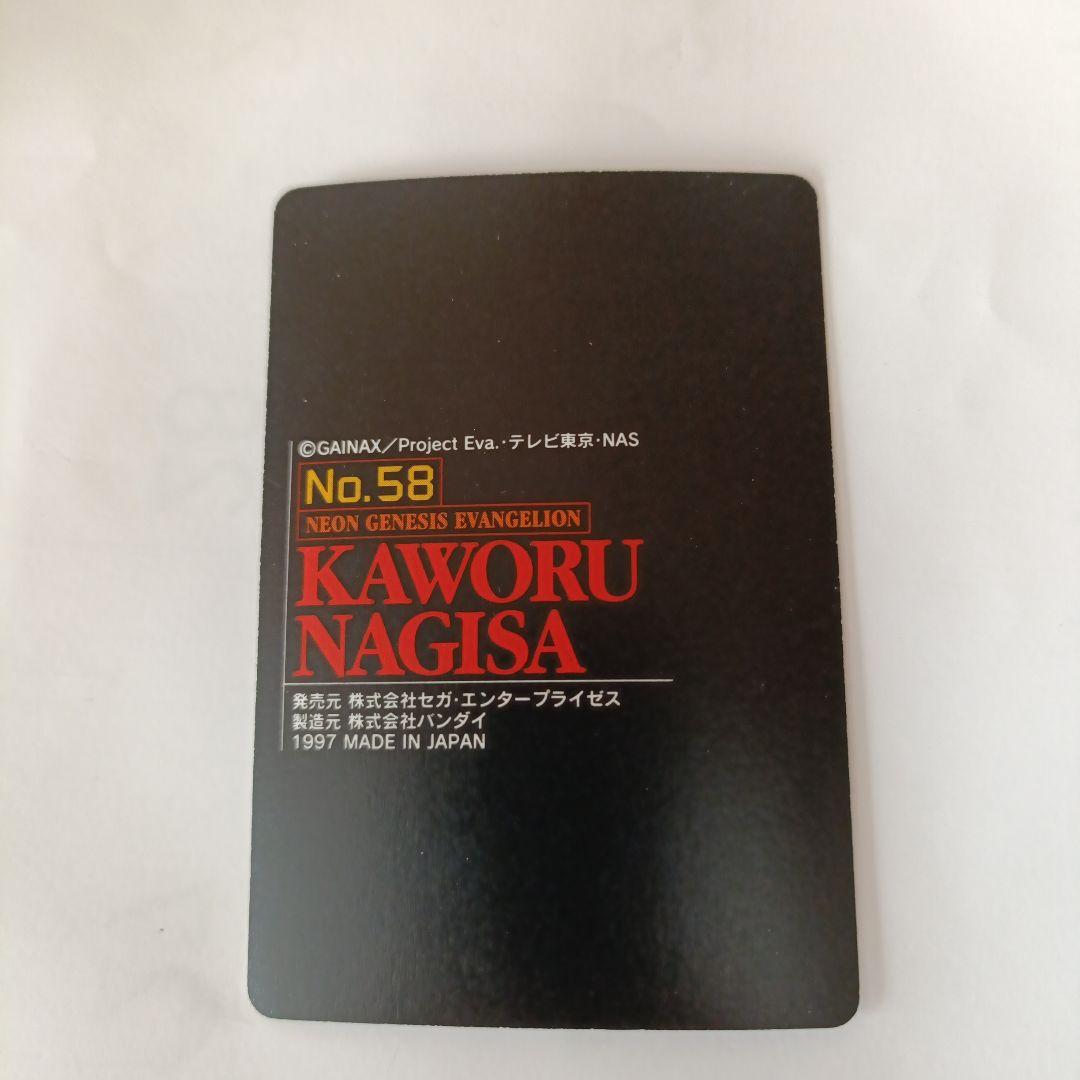 ©GAINAX／Project Eva.・テレビ東京・NAS
No.58
NEON GENESIS EVANGELION
KAWORU
NAGISA
発売元 株式会社セガ・エンタープライゼス
製造元 株式会社バンダイ
1997 MADE IN JAPAN